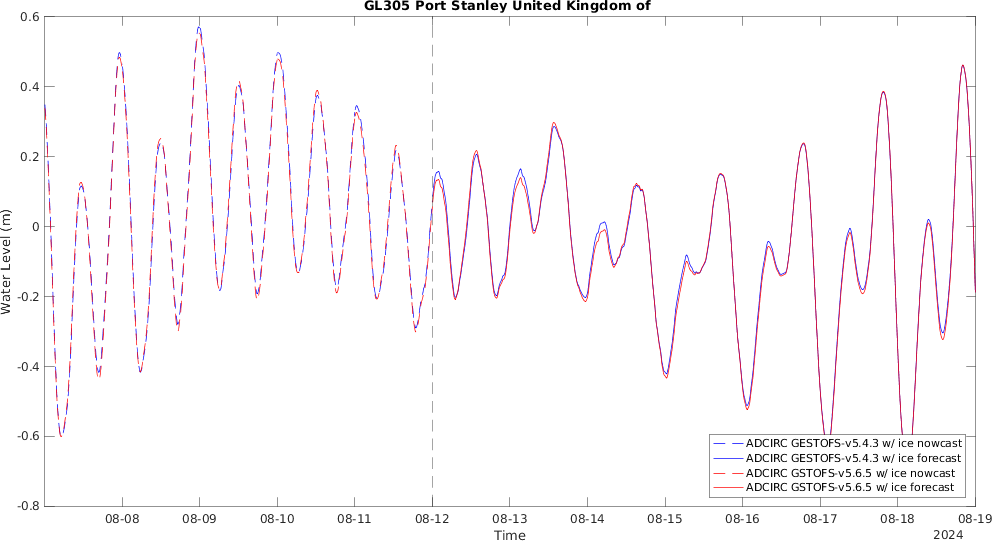 GL305 Port Stanley United Kingdom of
0.6
0.4
0.2
0
-0.2
-0.4
-0.6
-0.8
Water Level (m)
ADCIRC GESTOFS-v5.4.3 w/ ice nowcast
ADCIRC GESTOFS-v5.4.3 w/ ice forecast
ADCIRC GSTOFS-v5.6.5 w/ ice nowcast
ADCIRC GSTOFS-v5.6.5 w/ ice forecast
08-08 08-09 08-10 08-11 08-12 08-13 08-14 08-15 08-16 08-17 08-18 08-19
Time
2024